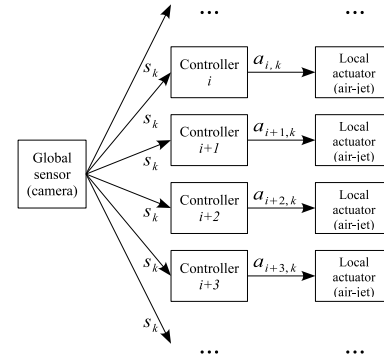 ...
...
s_k
Controller
i
a_{i,k}
Local
actuator
(air-jet)
s_k
Controller
i+1
a_{i+1,k}
Local
actuator
(air-jet)
Global
sensor
(camera)
s_k
s_k
Controller
i+2
a_{i+2,k}
Local
actuator
(air-jet)
s_k
Controller
i+3
a_{i+3,k}
Local
actuator
(air-jet)
s_k
...
...